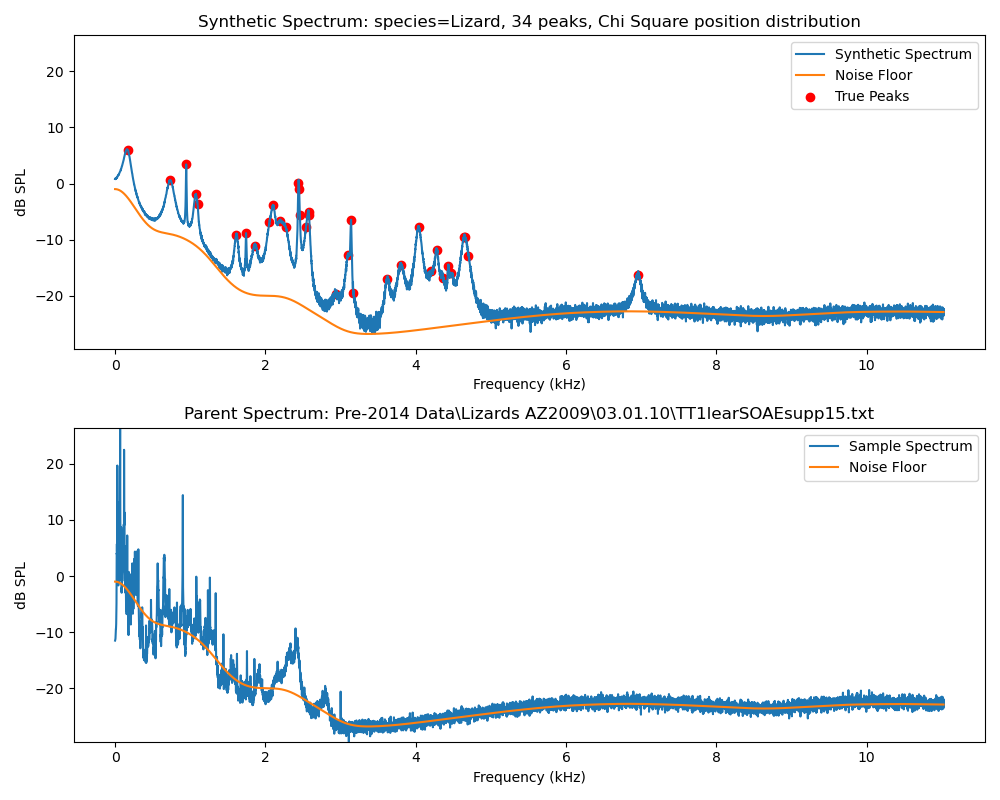 Synthetic Spectrum: species=Lizard, 34 peaks, Chi Square position distribution
dB SPL
20
10
0
−10
−20
Synthetic Spectrum
Noise Floor
True Peaks
0 2 4 6 8 10
Frequency (kHz)
Parent Spectrum: Pre-2014 Data\Lizards AZ2009\03.01.10\TT1learSOAEsupp15.txt
dB SPL
20
10
0
−10
−20
Sample Spectrum
Noise Floor
0 2 4 6 8 10
Frequency (kHz)